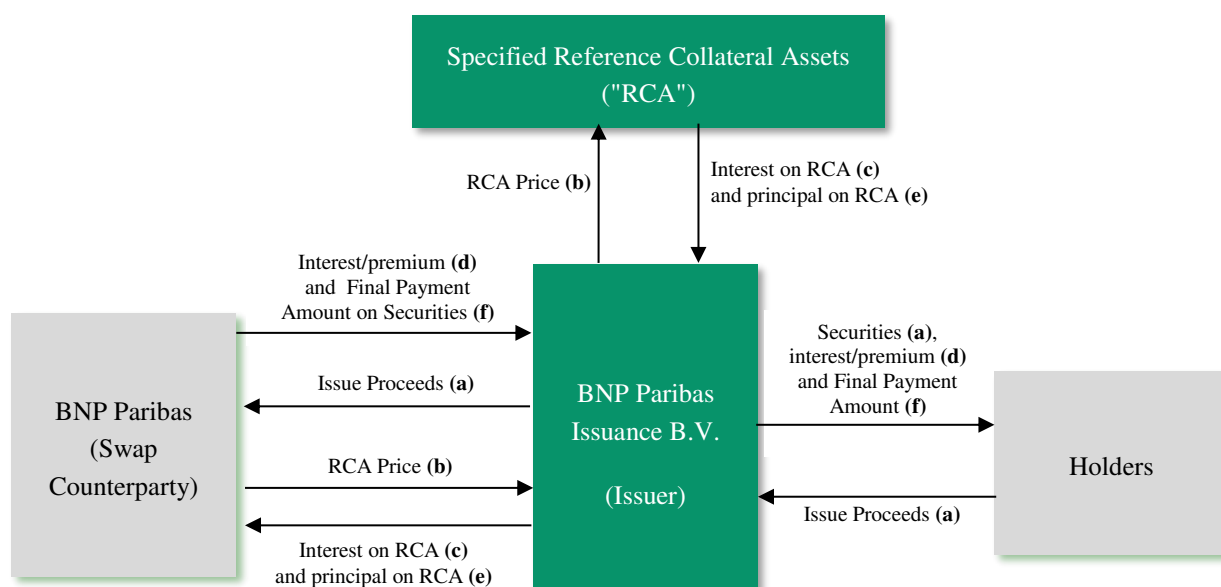 Specified Reference Collateral Assets
("RCA")
RCA Price (b)
Interest on RCA (c)
and principal on RCA (e)
Interest/premium (d)
and Final Payment
Amount on Securities (f)
Issue Proceeds (a)
BNP Paribas
(Swap
Counterparty)
RCA Price (b)
Interest on RCA (c)
and principal on RCA (e)
BNP Paribas
Issuance B.V.
(Issuer)
Securities (a),
interest/premium (d)
and Final Payment
Amount (f)
Issue Proceeds (a)
Holders